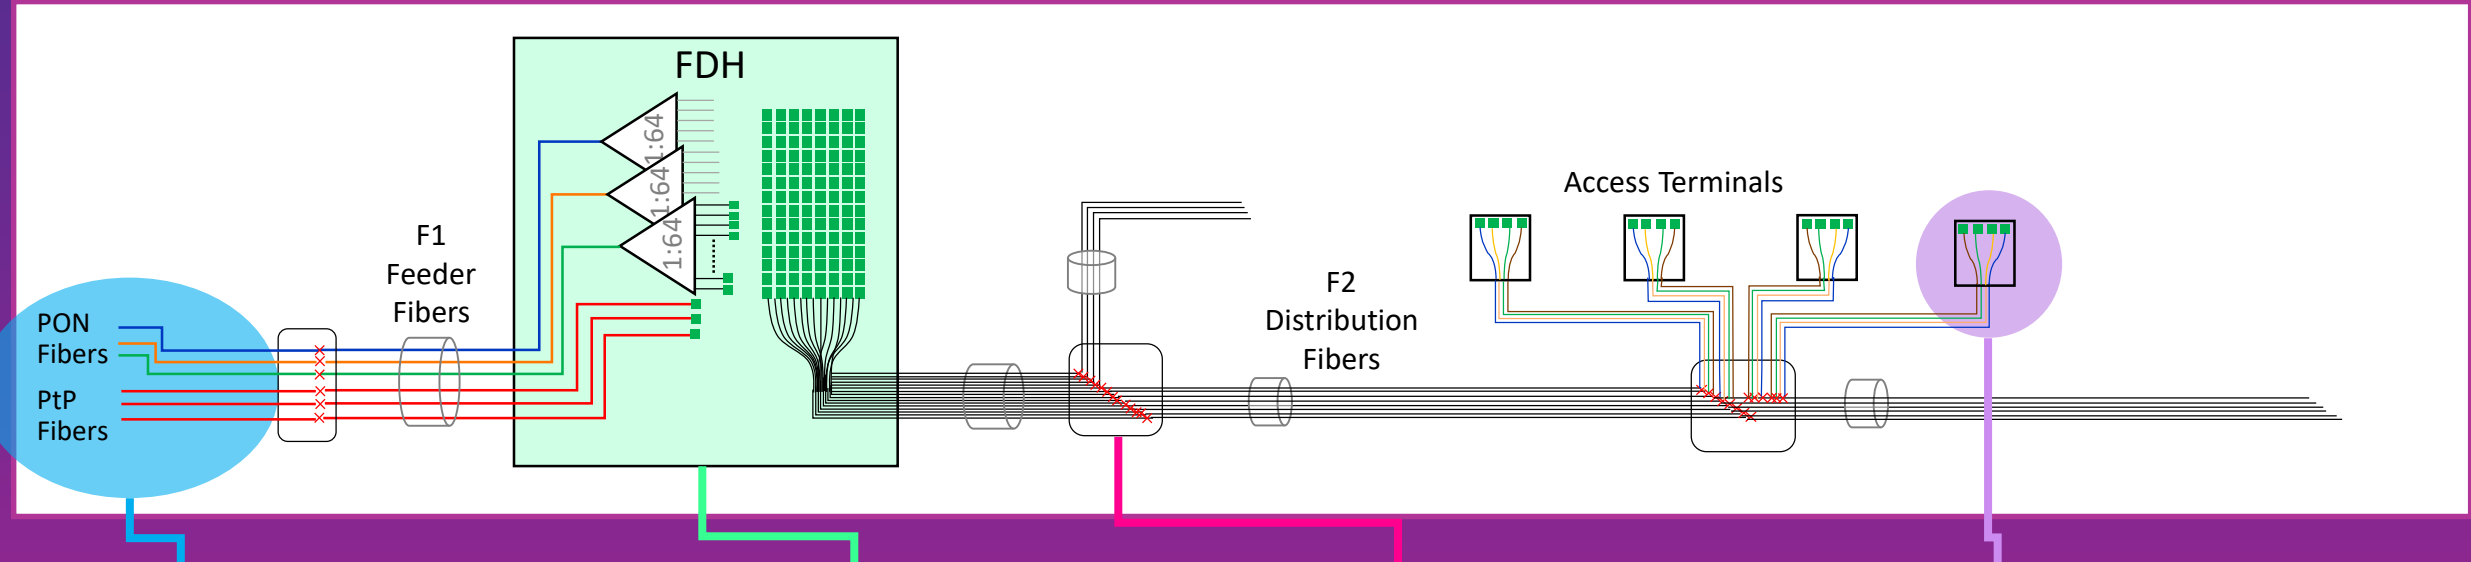 FDH
1:64
1:64
1:64
F1
Feeder
Fibers
PON
Fibers
PtP
Fibers
F2
Distribution
Fibers
Access Terminals